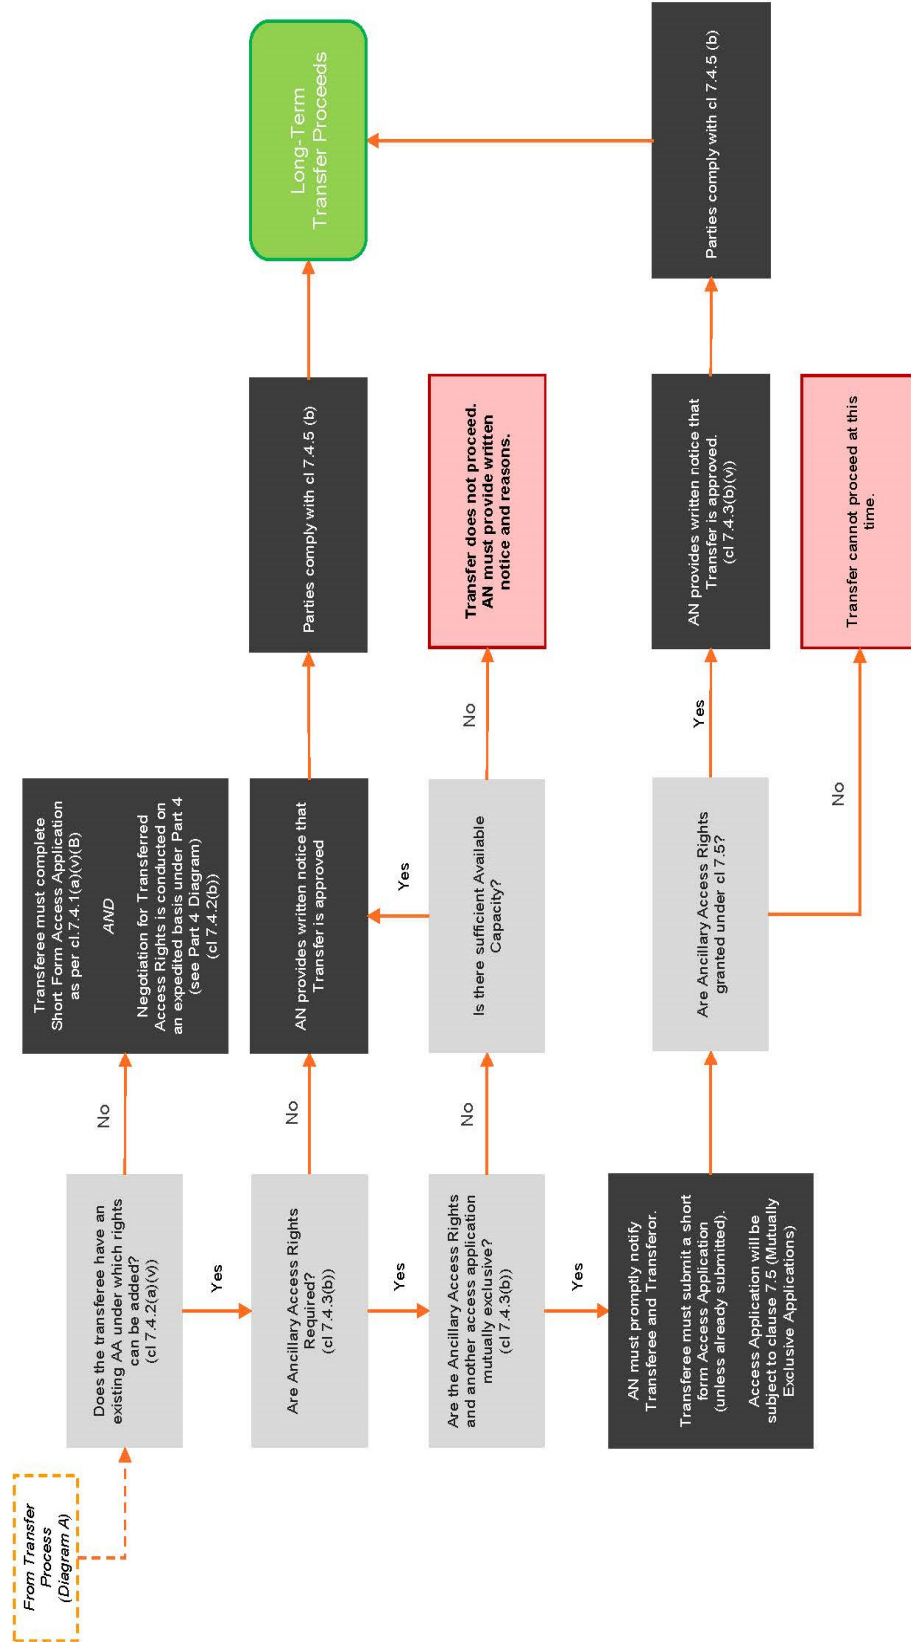 From Transfer
Process
(Diagram A)
Does the transferee have an
existing AA under which rights
can be added?
(cl 7.4.2(a)(v))
No
Transferee must complete
Short Form Access Application
as per cl.7.4.1(a)(v)(B)
AND
Negotiation for Transferred
Access Rights is conducted on
an expedited basis under Part 4
(see Part 4 Diagram)
(cl 7.4.2(b))
Yes
Are Ancillary Access Rights
Required?
(cl 7.4.3(b))
No
AN provides written notice that
Transfer is approved
Parties comply with cl 7.4.5 (b)
Long-Term
Transfer Proceeds
Yes
Yes
Are the Ancillary Access Rights
and another access application
mutually exclusive?
(cl 7.4.3(b))
No
Is there sufficient Available
Capacity?
No
Transfer does not proceed.
AN must provide written
notice and reasons.
Yes
AN must promptly notify
Transferee and Transferor.
Transferee must submit a short
form Access Application
(unless already submitted).
Access Application will be
subject to clause 7.5 (Mutually
Exclusive Applications)
Are Ancillary Access Rights
granted under cl 7.5?
Yes
AN provides written notice that
Transfer is approved.
(cl 7.4.3(b)(v))
Parties comply with cl 7.4.5 (b)
No
Transfer cannot proceed at this
time.